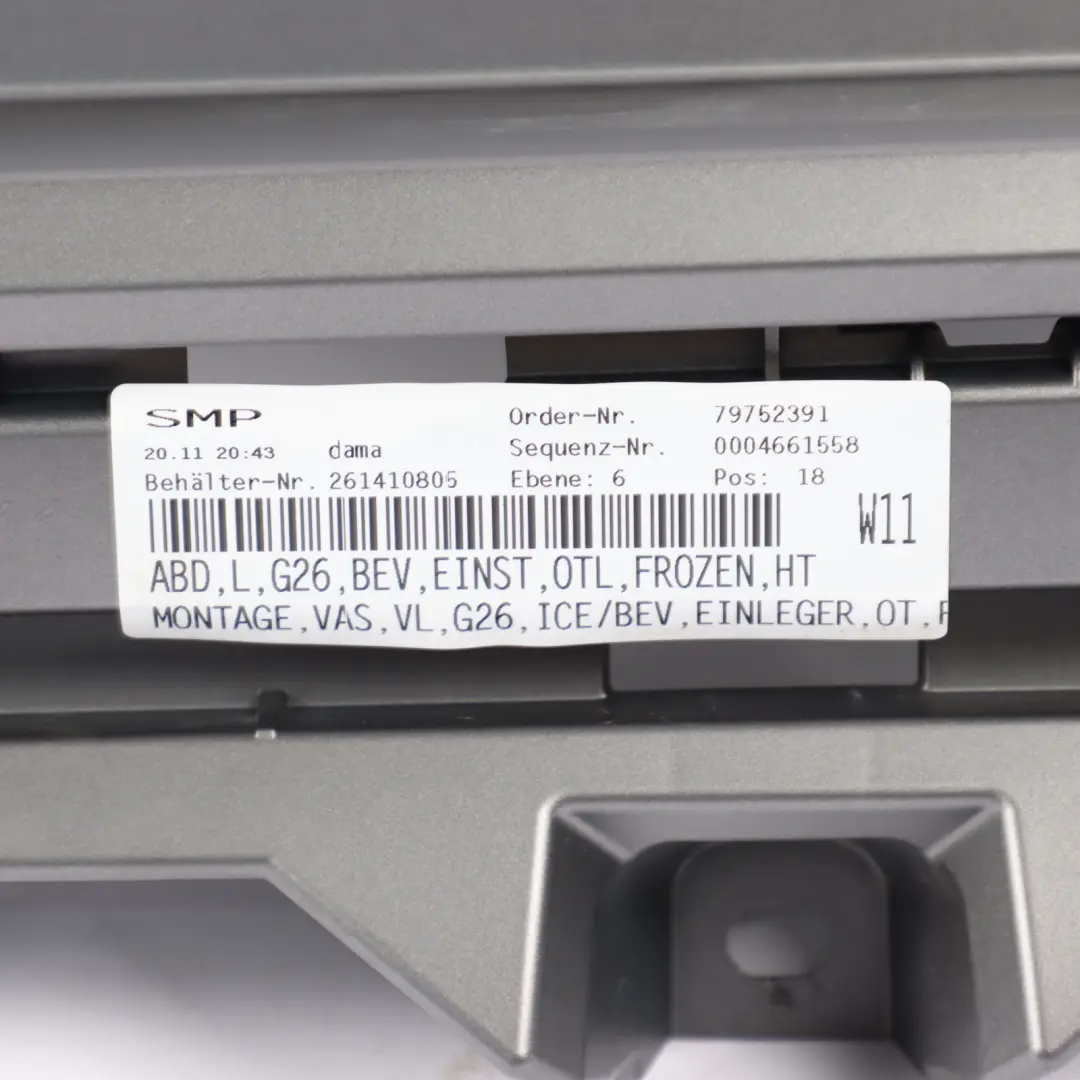 SMP Order-Nr. 79752391
20.11 20:43 dama Sequenz-Nr. 0004661558
Behälter-Nr. 261410805 Ebene: 6 Pos: 18
W11
ABD,L,G26,BEV,EINST,OTL,FROZEN,HT
MONTAGE,VAS,VL,G26,ICE/BEV,EINLEGER,OT,